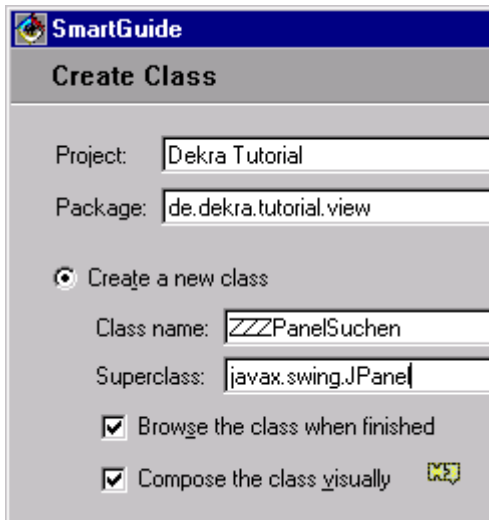 SmartGuide
Create Class
Project: Dekra Tutorial
Package: de.dekra.tutorial.view
Create a new class
Class name: ZZZPanelSuchen
Superclass: javax.swing.JPanel
Browse the class when finished
Compose the class visually